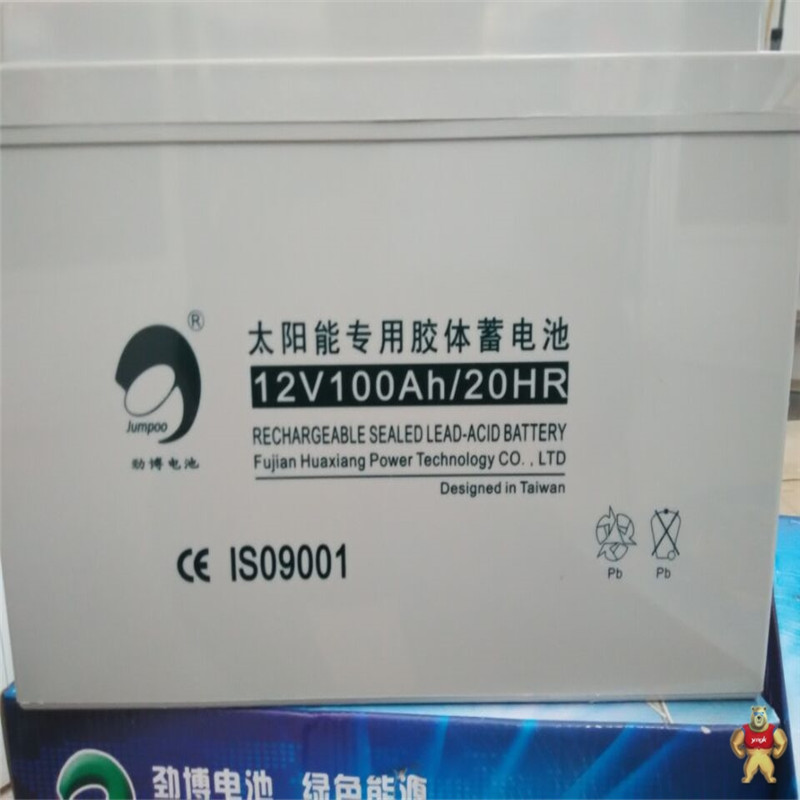 ®
太阳能专用胶体蓄电池
12V100Ah/20HR
Jumpoo
RECHARGEABLE SEALED LEAD-ACID BATTERY
劲博电池
Fujian Huaxiang Power Technology CO. , LTD
Designed in Taiwan
CE ISO9001
Pb Pb
劲博电池 绿色能源